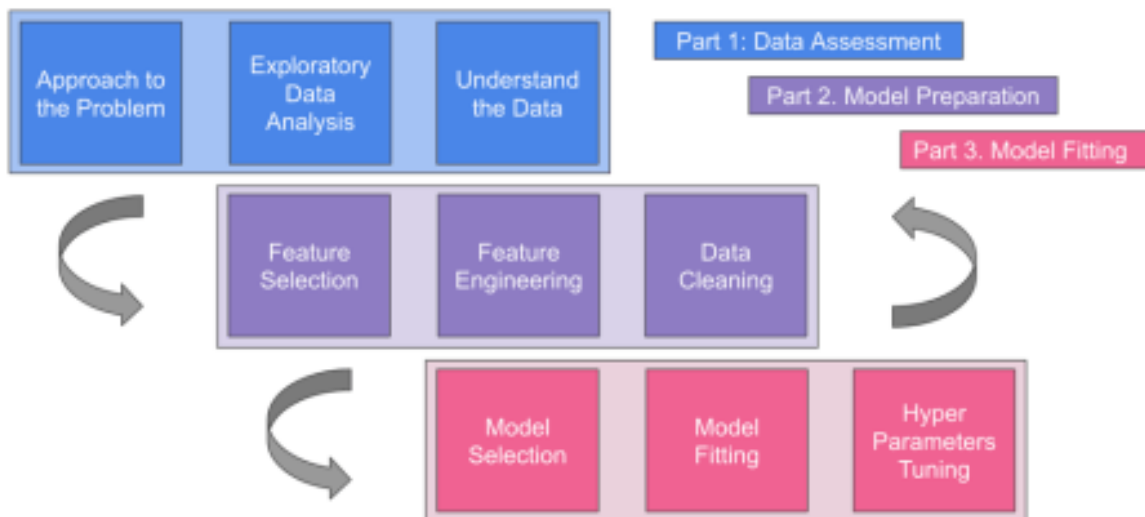 Approach to
the Problem
Exploratory
Data
Analysis
Understand
the Data
Part 1: Data Assessment
Part 2. Model Preparation
Part 3. Model Fitting
Feature
Selection
Feature
Engineering
Data
Cleaning
Model
Selection
Model
Fitting
Hyper
Parameters
Tuning